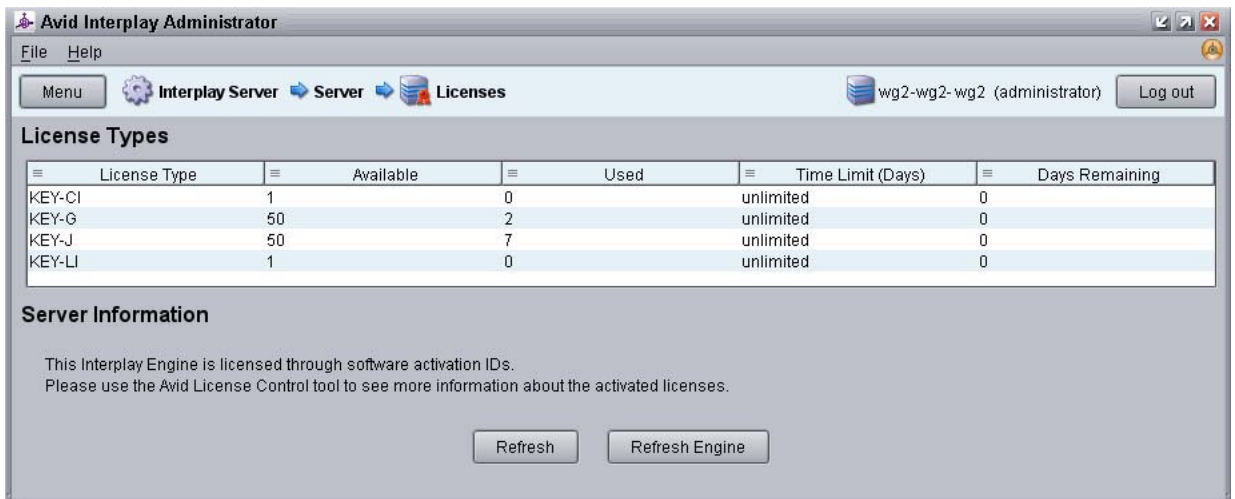 Avid Interplay Administrator
File Help
Menu Interplay Server Server Licenses wg2-wg2-wg2 (administrator) Log out
License Types
License Type Available Used Time Limit (Days) Days Remaining
KEY-CI 1 0 unlimited 0
KEY-G 50 2 unlimited 0
KEY-J 50 7 unlimited 0
KEY-LI 1 0 unlimited 0
Server Information
This Interplay Engine is licensed through software activation IDs.
Please use the Avid License Control tool to see more information about the activated licenses.
Refresh Refresh Engine